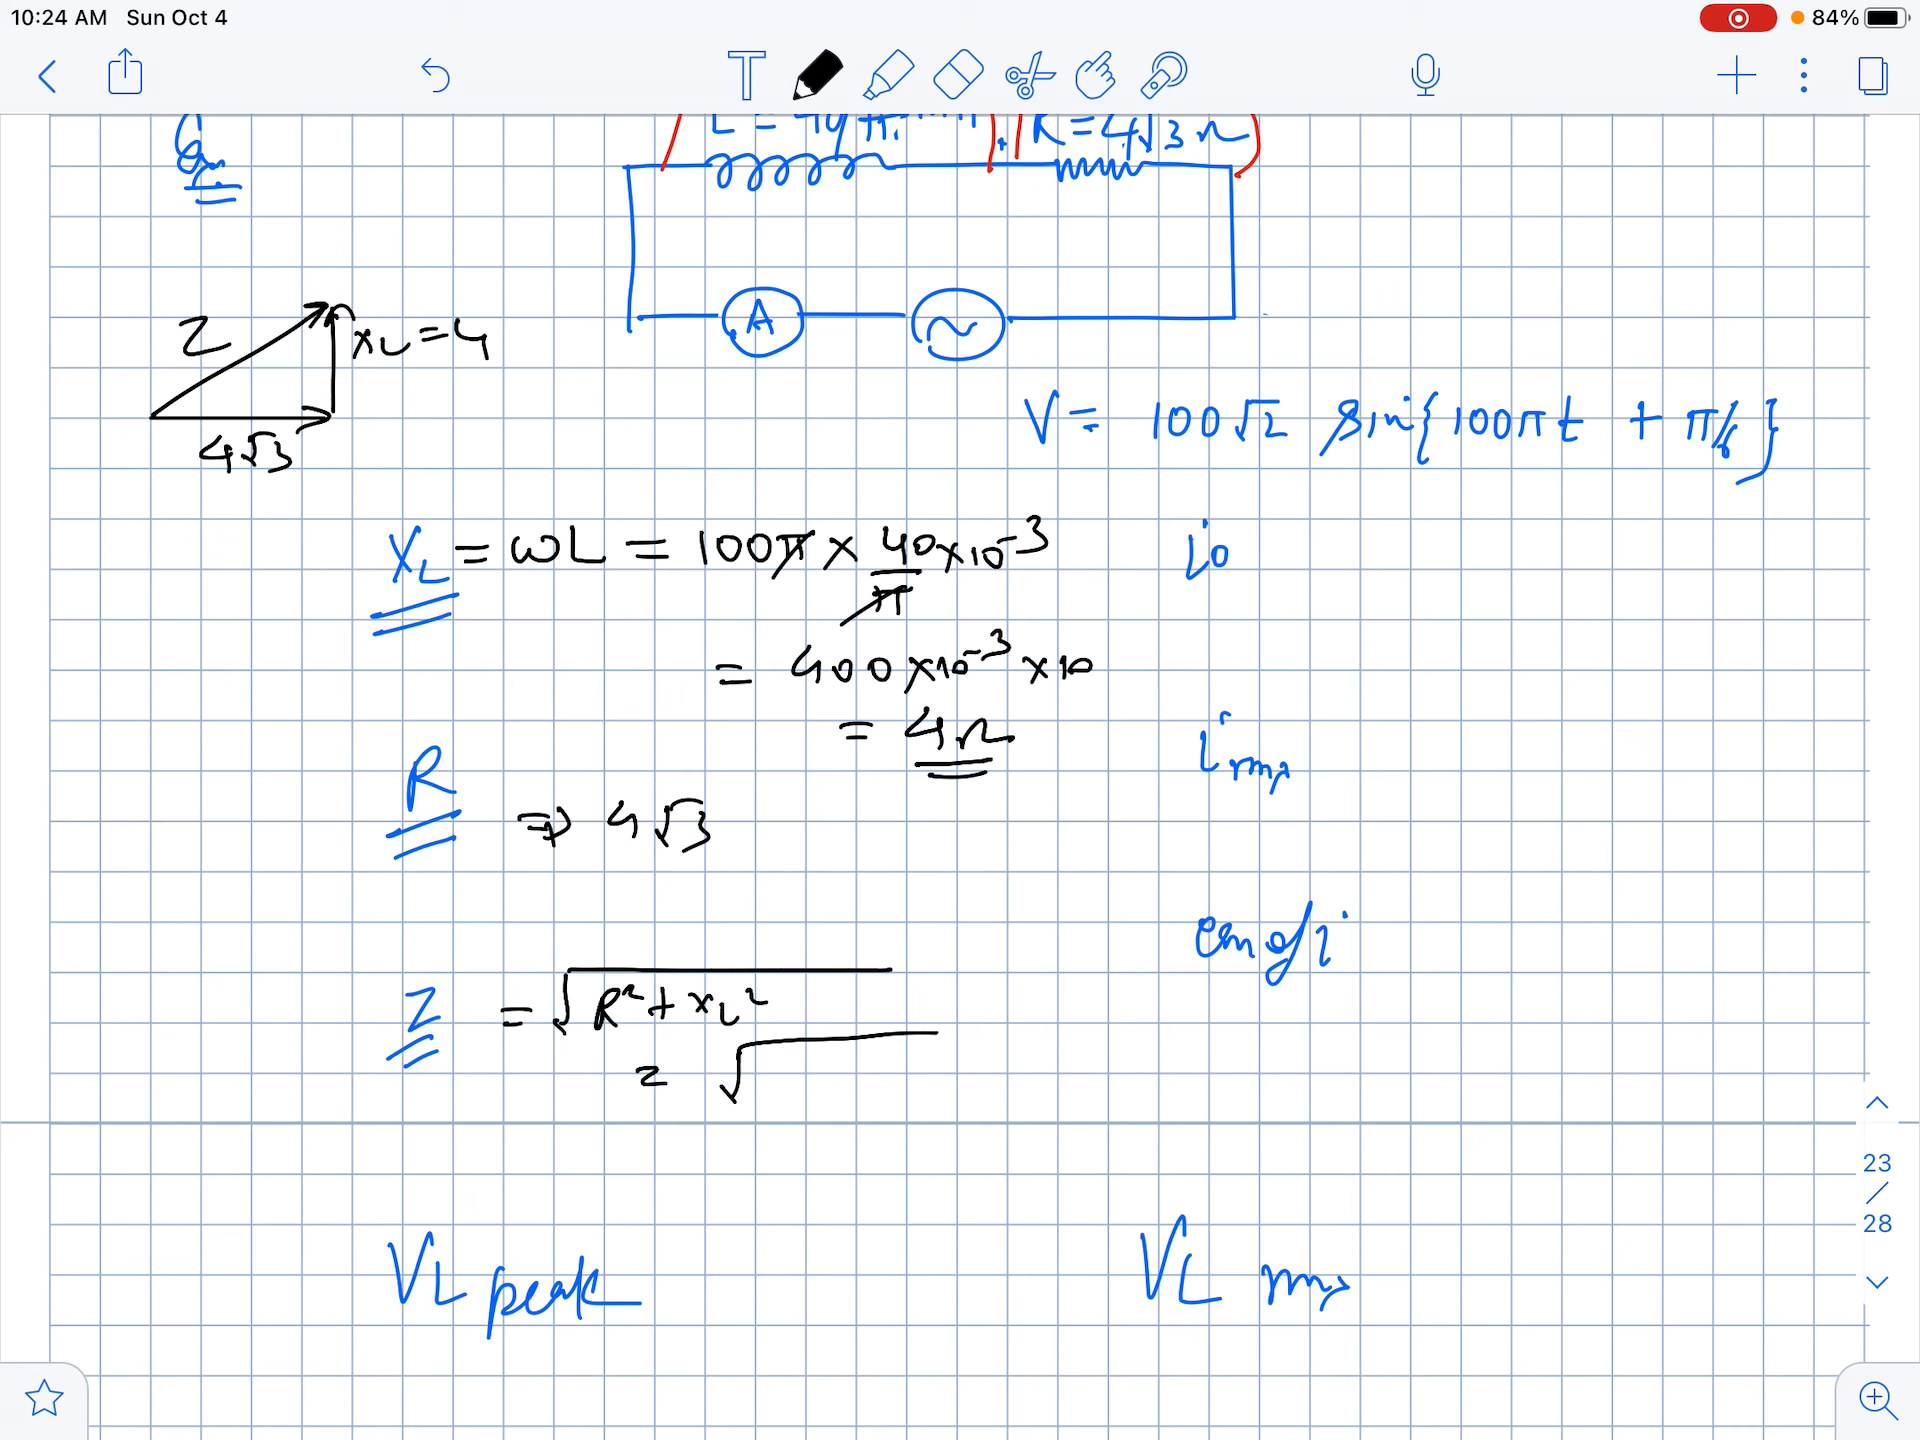 10:24 AM Sun Oct 4
84%
T
R = 4√3 Ω
A
Z
XL = 4
4√3
V = 100√2 sin{100πt + π/6}
XL = ωL = 100π × 40/π ×10⁻³
i₀
= 400×10⁻³ ×10
= 4Ω
irms
R ⇒ 4√3
emf/i
Z = √R²+XL²
= √
23
/
28
VL peak
VL rms